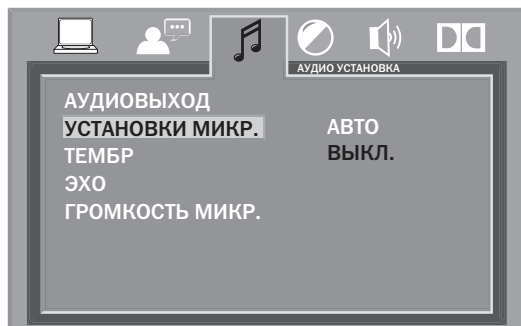 АУДИО УСТАНОВКА
АУДИОВЫХОД
УСТАНОВКИ МИКР. АВТО
ТЕМБР ВЫКЛ.
ЭХО
ГРОМКОСТЬ МИКР.